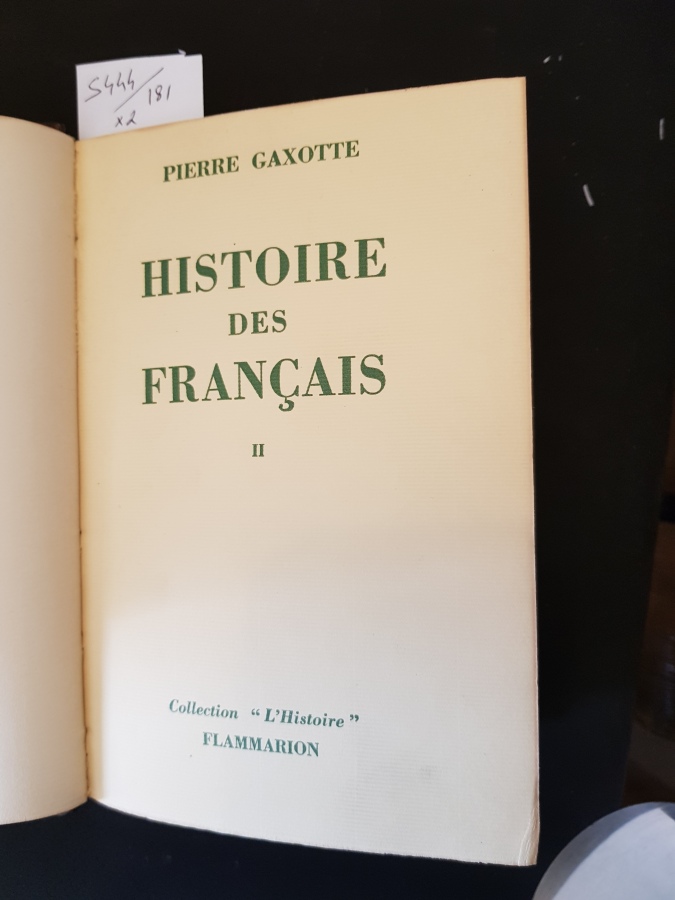 S444/181
x2
PIERRE GAXOTTE
HISTOIRE
DES
FRANÇAIS
II
Collection “ L’Histoire ”
FLAMMARION